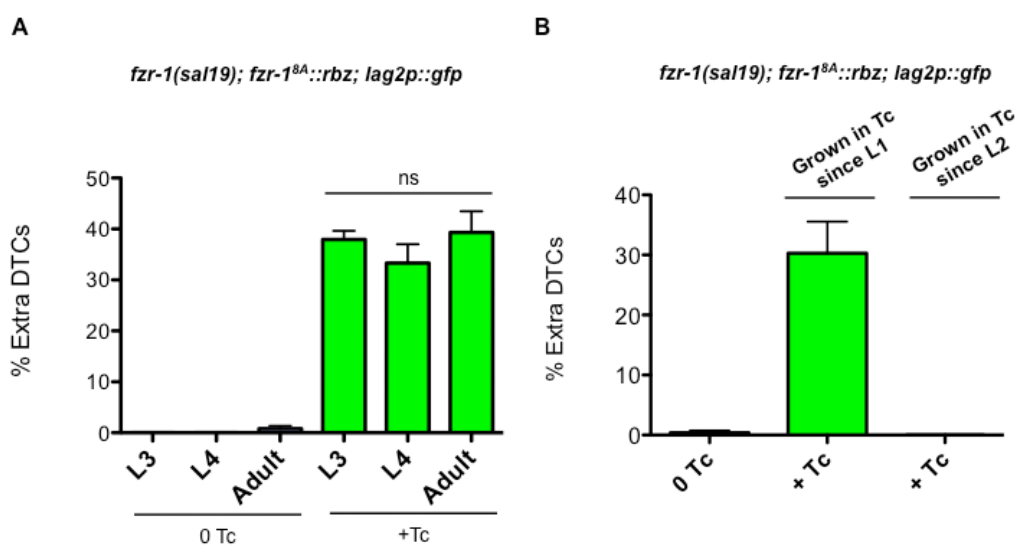 A
fzr-1(sal19); fzr-1⁸ᴬ::rbz; lag2p::gfp
% Extra DTCs
50
40
30
20
10
0
ns
L3
L4
Adult
L3
L4
Adult
0 Tc
+Tc
B
fzr-1(sal19); fzr-1⁸ᴬ::rbz; lag2p::gfp
Grown in Tc
since L1
Grown in Tc
since L2
% Extra DTCs
40
30
20
10
0
0 Tc
+ Tc
+ Tc